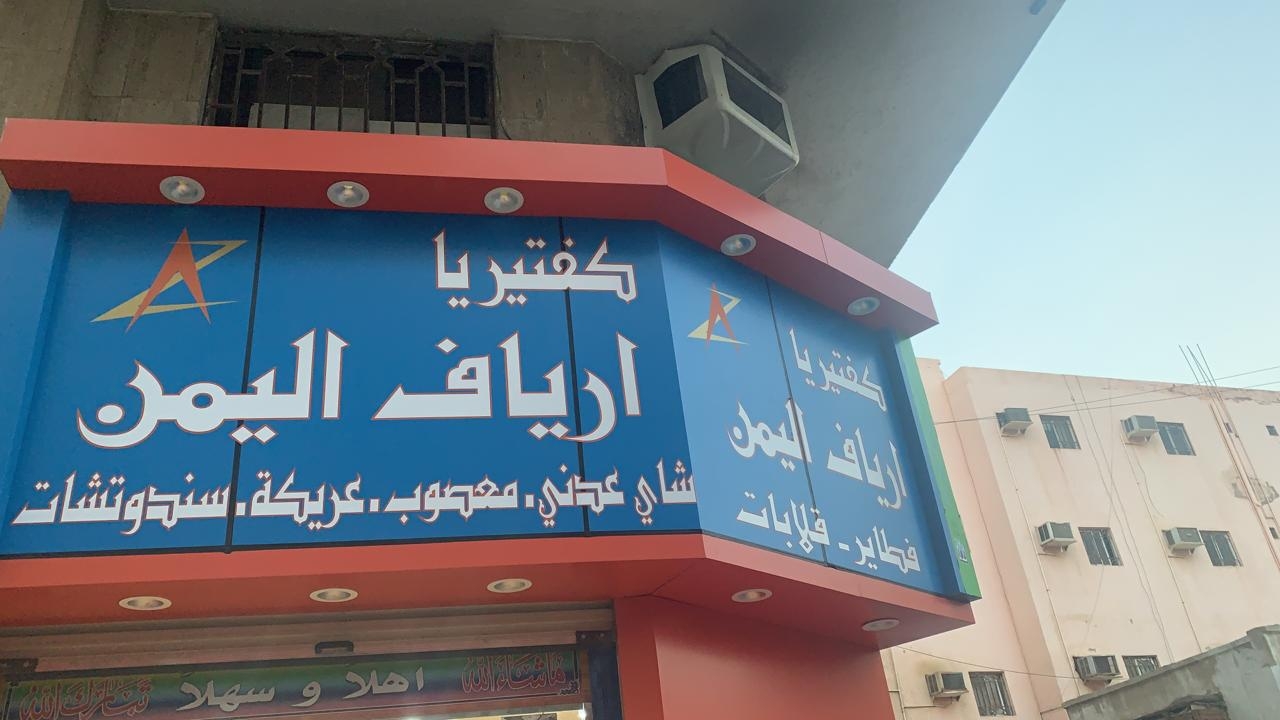 كفتيريا
ارياف اليمن
شاي عدني، معصوب، عريكة، سندوتشات
كفتيريا
ارياف اليمن
فطاير - قلابات
ماشاء الله اهلا و سهلا تبارك الله